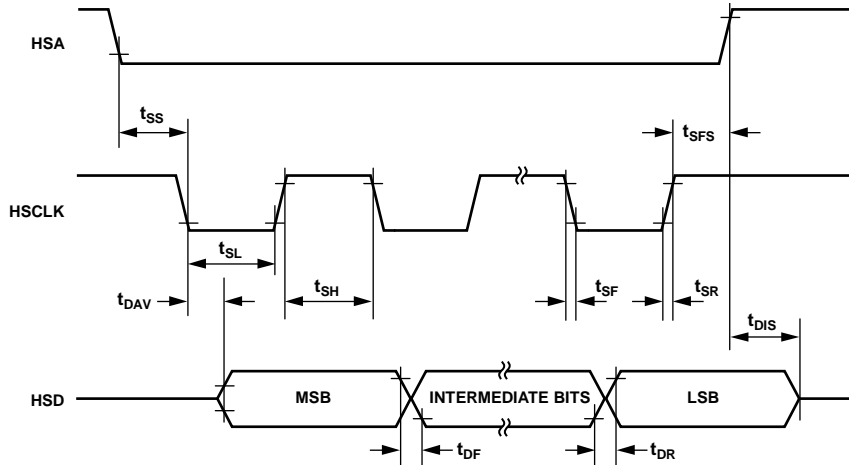 HSA
tSS
tSFS
HSCLK
tSL
tDAV
tSH
tSF
tSR
tDIS
HSD
MSB
INTERMEDIATE BITS
LSB
tDF
tDR